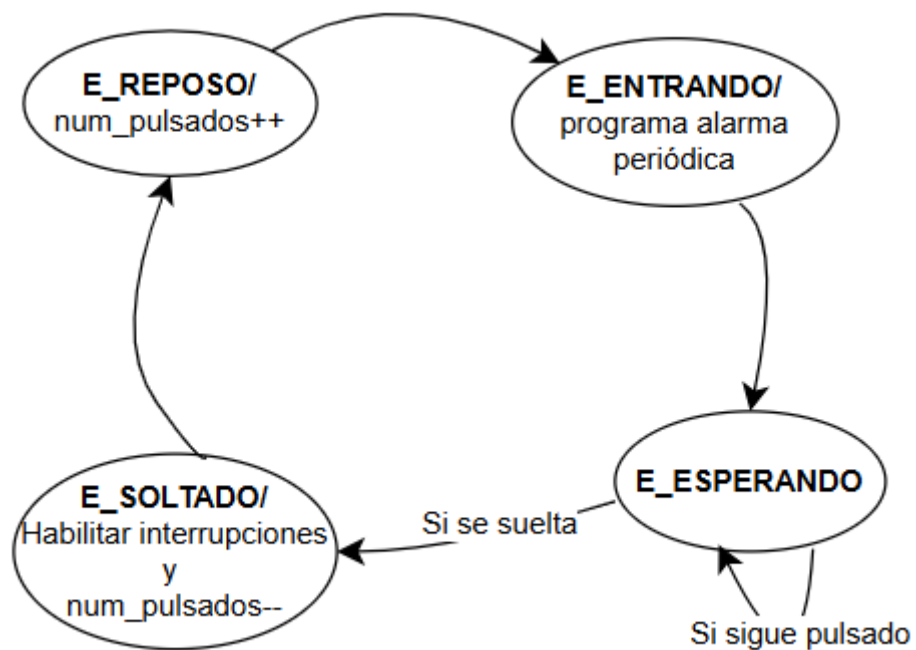 E_REPOSO/
num_pulsados++
E_ENTRANDO/
programa alarma
periódica
E_ESPERANDO
Si sigue pulsado
Si se suelta
E_SOLTADO/
Habilitar interrupciones
y
num_pulsados--